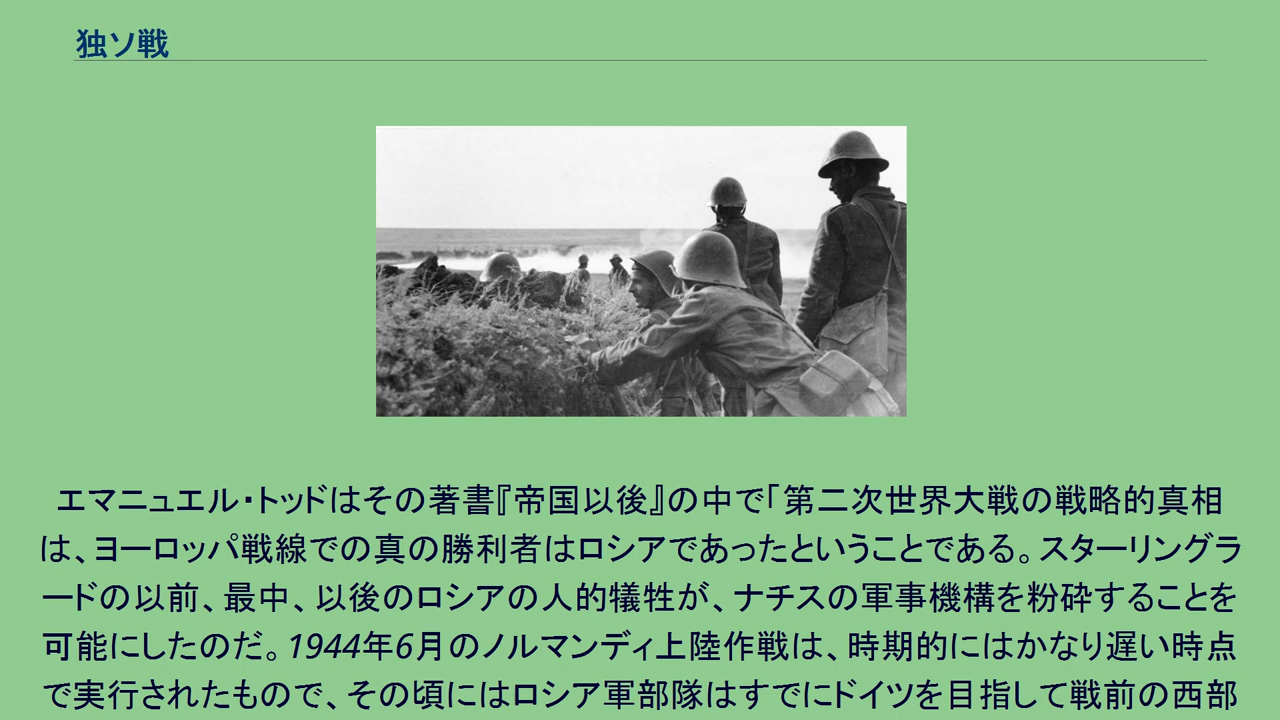 独ソ戦
エマニュエル・トッドはその著書『帝国以後』の中で「第二次世界大戦の戦略的真相
は、ヨーロッパ戦線での真の勝利者はロシアであったということである。スターリングラ
ードの以前、最中、以後のロシアの人的犠牲が、ナチスの軍事機構を粉砕することを
可能にしたのだ。1944年6月のノルマンディ上陸作戦は、時期的にはかなり遅い時点
で実行されたもので、その頃にはロシア軍部隊はすでにドイツを目指して戦前の西部